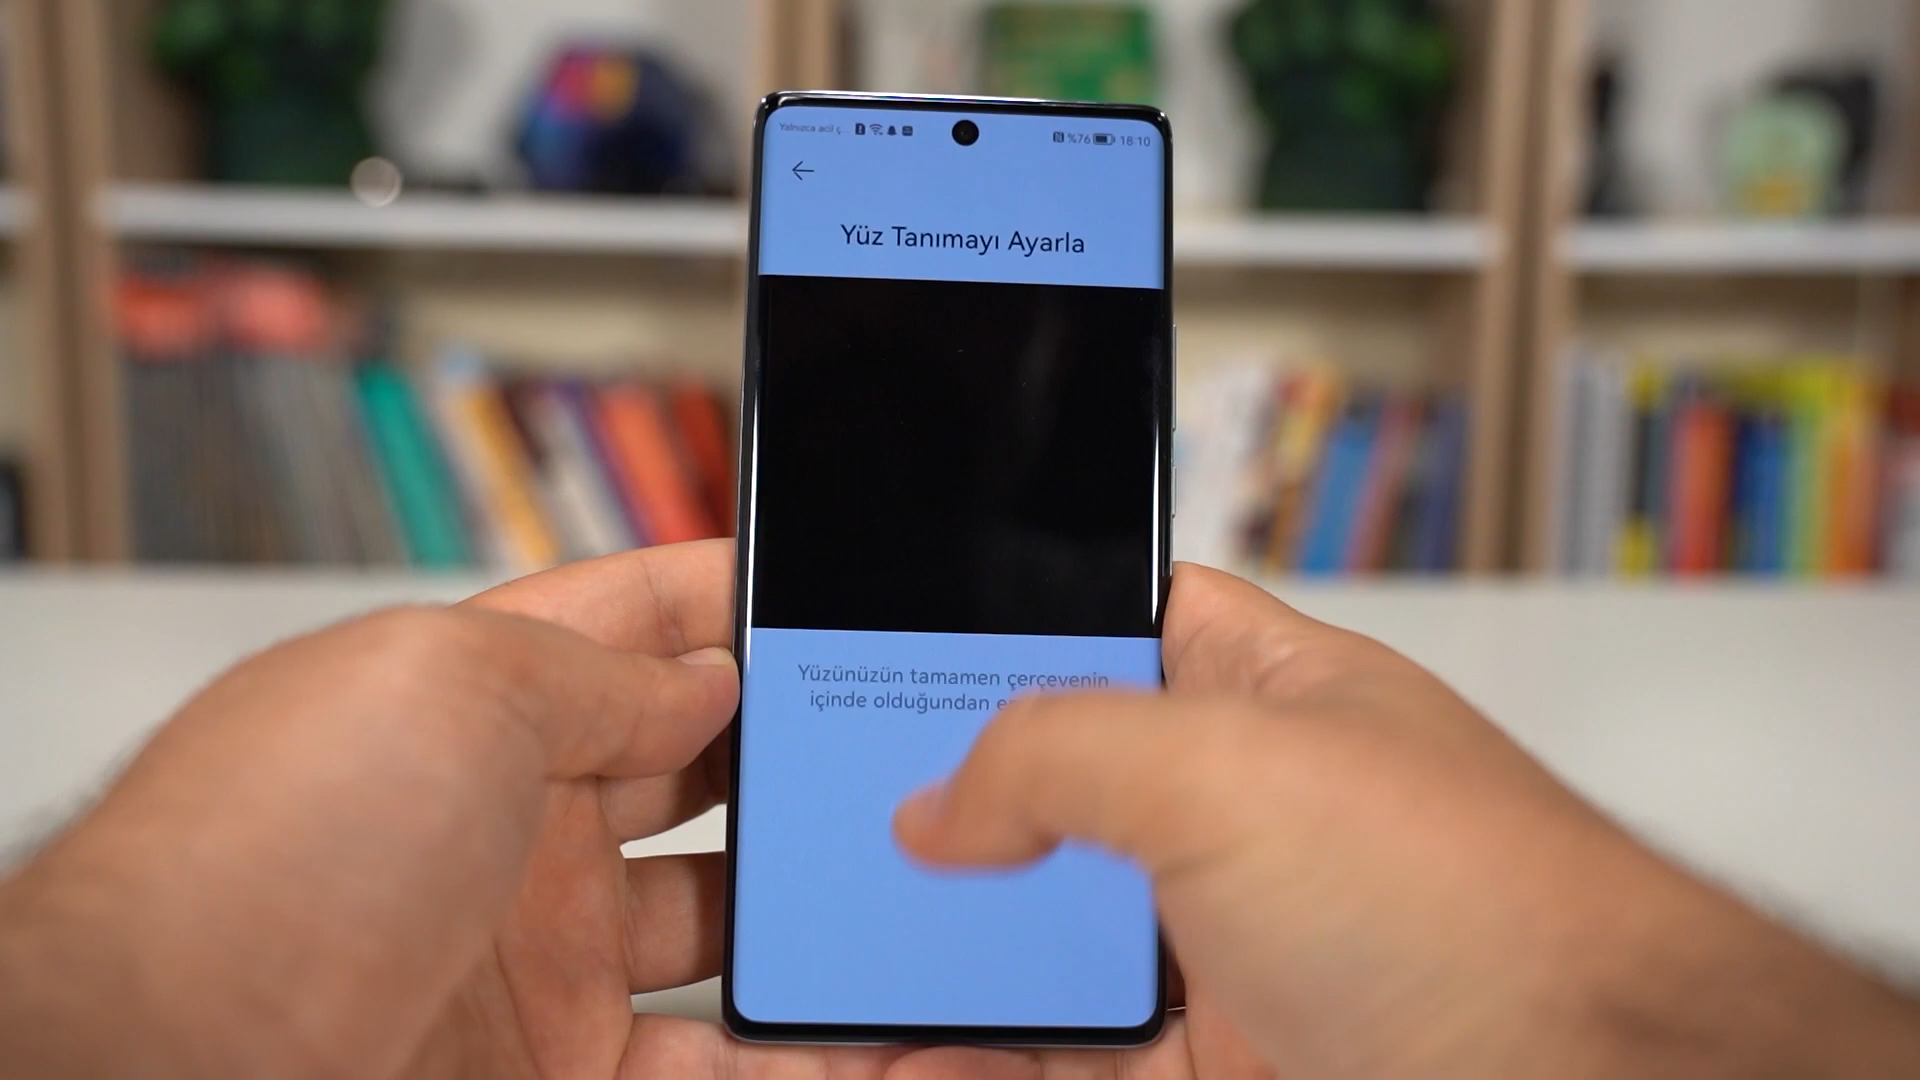 Yalnızca acil ç... %76 18:10
Yüz Tanımayı Ayarla
Yüzünüzün tamamen çerçevenin
içinde olduğundan